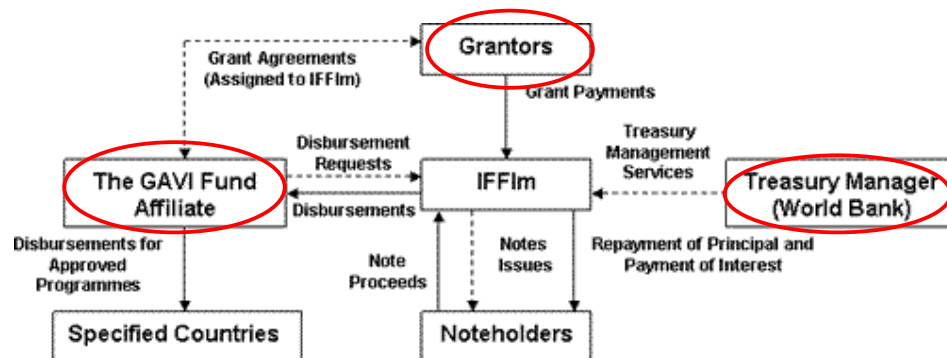 Grantors
Grant Agreements
(Assigned to IFFIm)
Grant Payments
Disbursement
Requests
Treasury
Management
Services
The GAVI Fund
Affiliate
IFFIm
Treasury Manager
(World Bank)
Disbursements
Disbursements for
Approved
Programmes
Note
Proceeds
Notes
Issues
Repayment of Principal and
Payment of Interest
Specified Countries
Noteholders